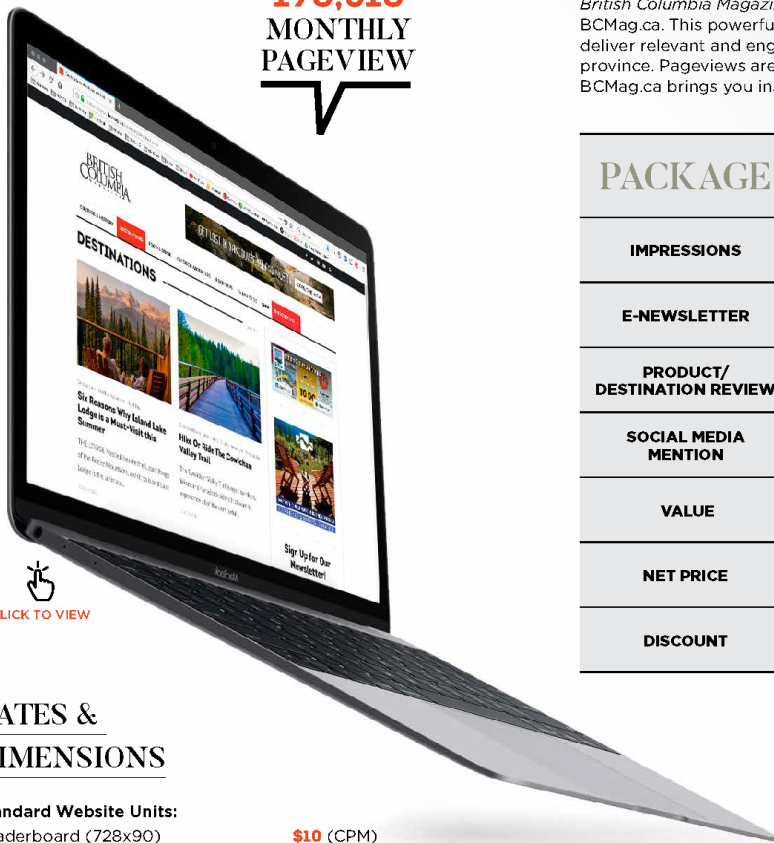 MONTHLY
PAGEVIEW
British Columbia Magazi
BCMag.ca. This powerfu
deliver relevant and eng
province. Pageviews are
BCMag.ca brings you in
PACKAGE
IMPRESSIONS
E-NEWSLETTER
PRODUCT/
DESTINATION REVIEW
SOCIAL MEDIA
MENTION
VALUE
NET PRICE
DISCOUNT
BRITISH
COLUMBIA
DESTINATIONS
Six Reasons Why Island Lake
Lodge is a Must-Visit this
Summer
Hike Or Ride The Cowichan
Valley Trail
Sign Up for Our
Newsletter!
MacBook
LICK TO VIEW
ATES &
IMENSIONS
andard Website Units:
aderboard (728x90)
$10 (CPM)